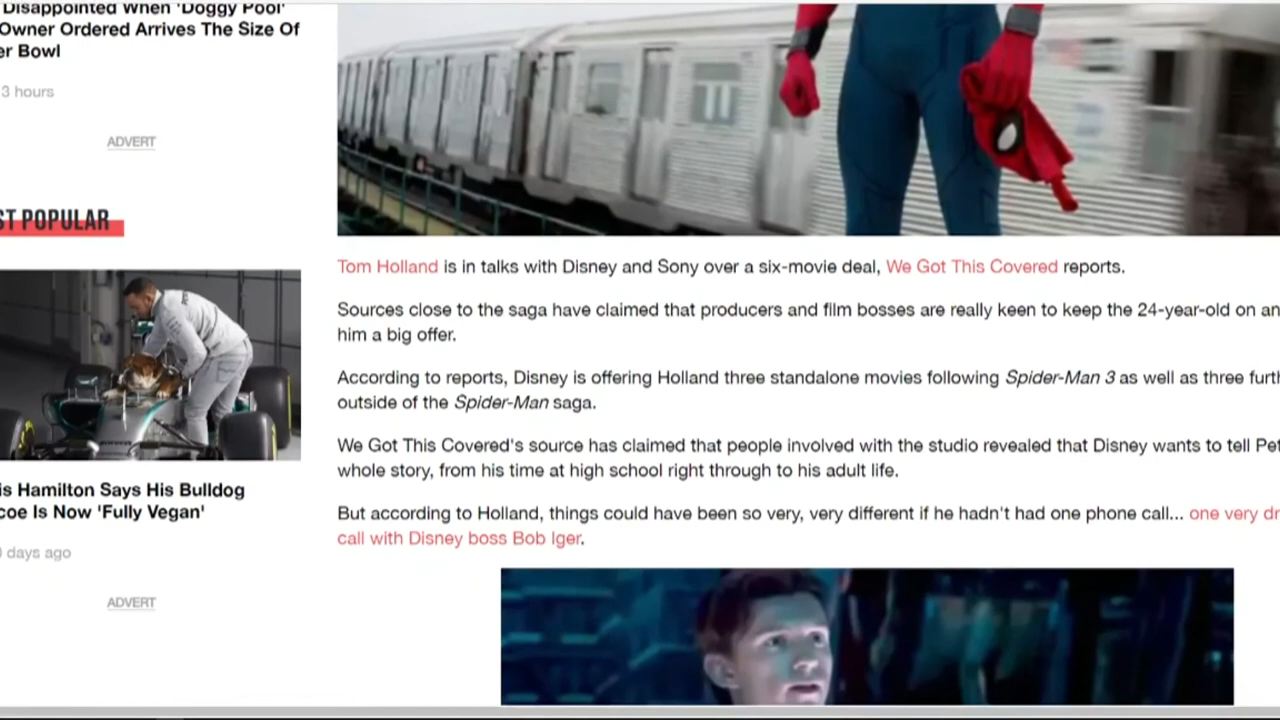 Disappointed When 'Doggy Pool'
Owner Ordered Arrives The Size Of
er Bowl
3 hours
ADVERT
ST POPULAR
is Hamilton Says His Bulldog
coe Is Now 'Fully Vegan'
days ago
ADVERT
Tom Holland is in talks with Disney and Sony over a six-movie deal, We Got This Covered reports.
Sources close to the saga have claimed that producers and film bosses are really keen to keep the 24-year-old on an
him a big offer.
According to reports, Disney is offering Holland three standalone movies following Spider-Man 3 as well as three furth
outside of the Spider-Man saga.
We Got This Covered's source has claimed that people involved with the studio revealed that Disney wants to tell Pet
whole story, from his time at high school right through to his adult life.
But according to Holland, things could have been so very, very different if he hadn't had one phone call... one very dr
call with Disney boss Bob Iger.